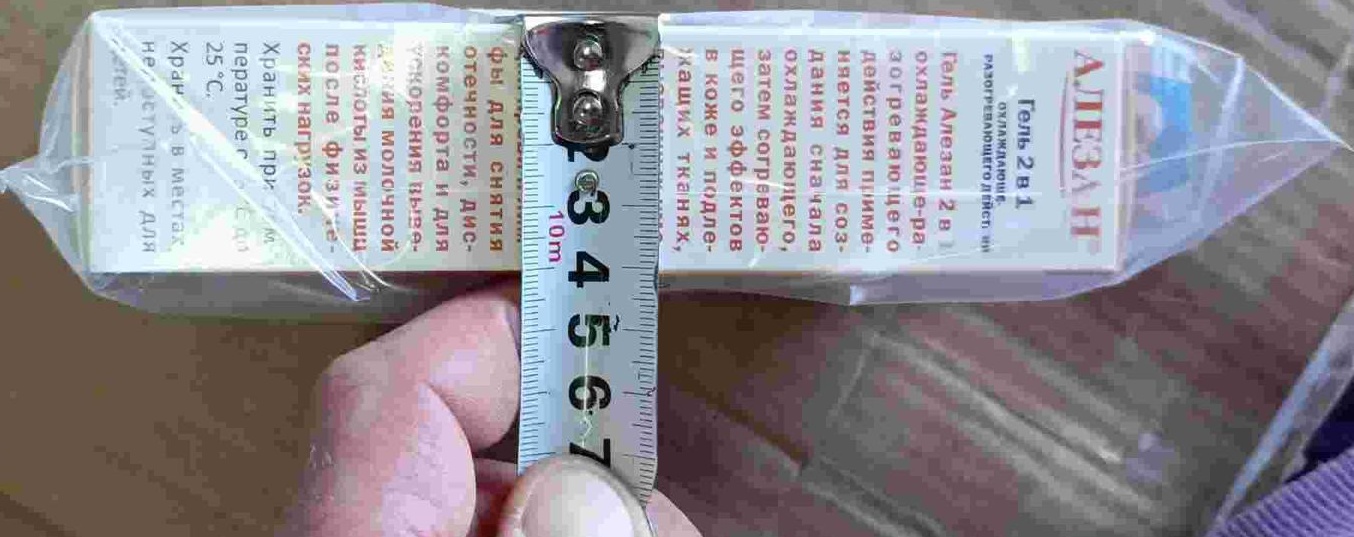 АЛЕЗАН
Гель 2 в 1
ОХЛАЖДАЮЩЕ-
РАЗОГРЕВАЮЩЕГО
Гель Алезан 2 в 1
охлаждающе-ра-
зогревающего
действия приме-
няется для соз-
дания сначала
охлаждающего,
затем согреваю-
щего эффектов
в коже и подле-
жащих тканях,
фы для снятия
отечности, дис-
комфорта и для
ускорения выве-
дения молочной
кислоты из мышц
после физиче-
ских нагрузок.
Хранить при
пературе
25 °С.
Хранить в местах,
недоступных для
2
3
10m
4
5
6
7